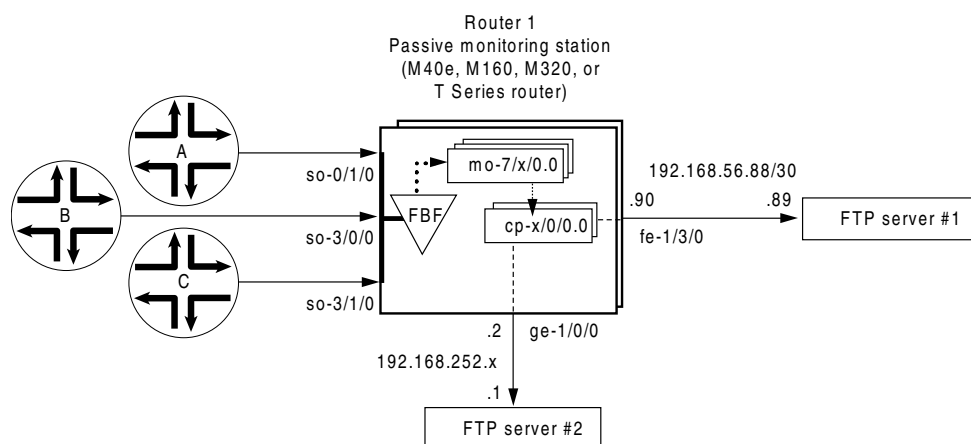 Router 1
Passive monitoring station
(M40e, M160, M320, or
T Series router)
A
so-0/1/0
mo-7/x/0.0
192.168.56.88/30
B
FBF
.90
.89
so-3/0/0
cp-x/0/0.0
fe-1/3/0
FTP server #1
C
so-3/1/0
.2
ge-1/0/0
192.168.252.x
.1
FTP server #2